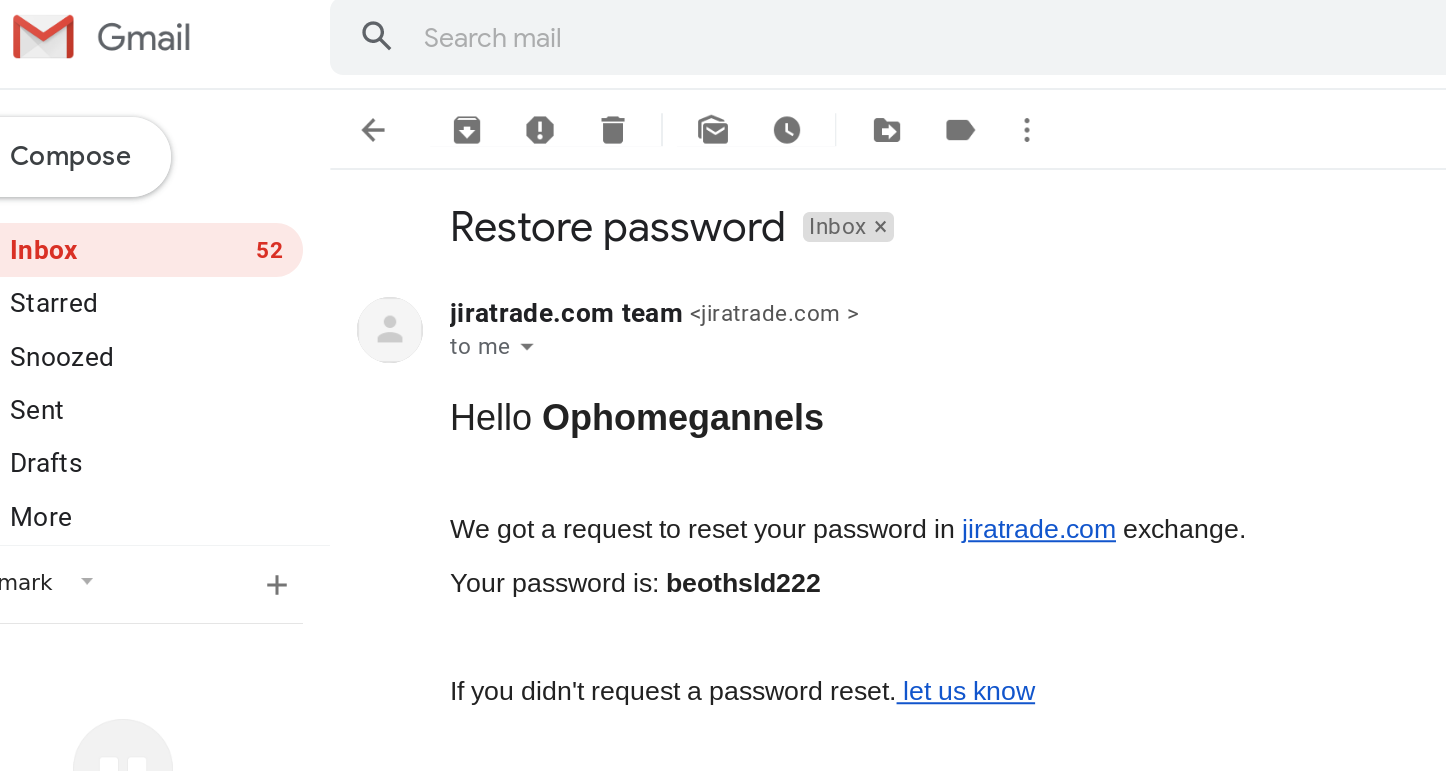 Gmail
Search mail
Compose
Restore password Inbox ×
Inbox 52
Starred
Snoozed
Sent
Drafts
More
mark
jiratrade.com team <jiratrade.com >
to me
Hello Ophomegannels
We got a request to reset your password in jiratrade.com exchange.
Your password is: beothsld222
If you didn't request a password reset. let us know